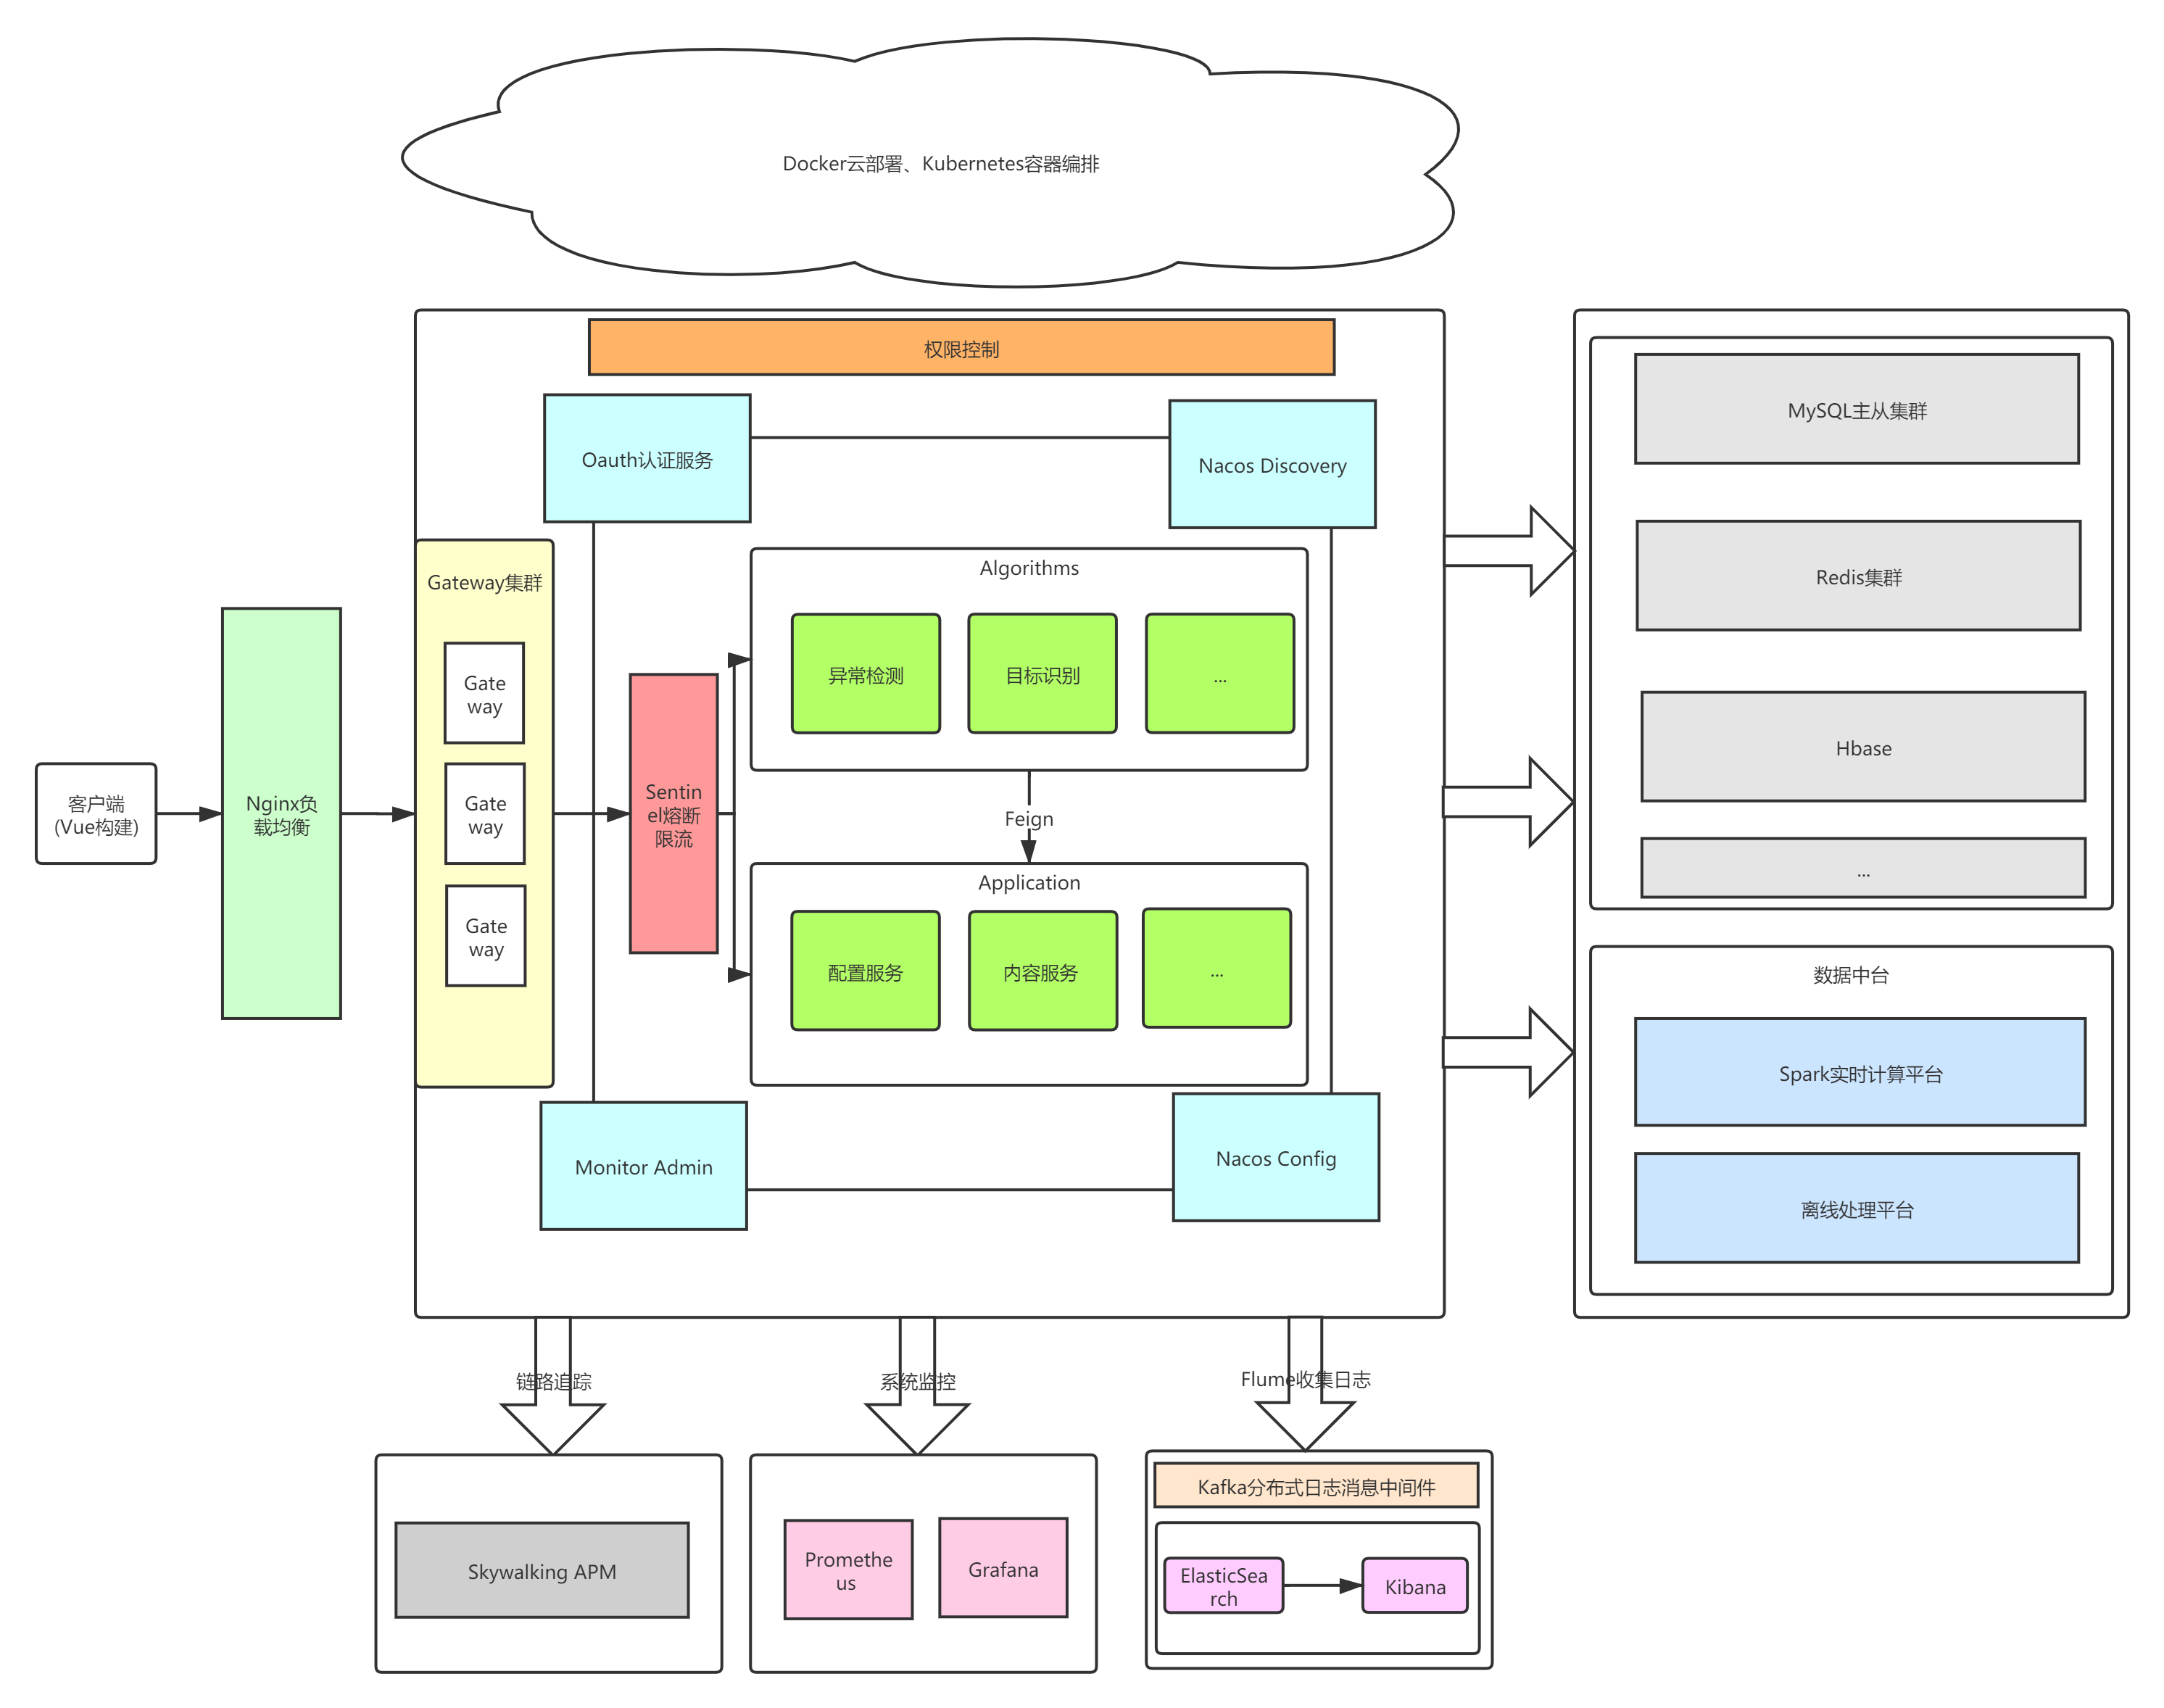 Docker云部署、Kubernetes容器编排
权限控制
Oauth认证服务
Nacos Discovery
MySQL主从集群
Redis集群
Hbase
...
Gateway集群
Gate
way
Gate
way
Gate
way
客户端
(Vue构建)
Nginx负
载均衡
Sentin
el熔断
限流
Algorithms
异常检测
目标识别
...
Feign
Application
配置服务
内容服务
...
Monitor Admin
Nacos Config
数据中台
Spark实时计算平台
离线处理平台
链路追踪
系统监控
Flume收集日志
Skywalking APM
Promethe
us
Grafana
Kafka分布式日志消息中间件
ElasticSea
rch
Kibana